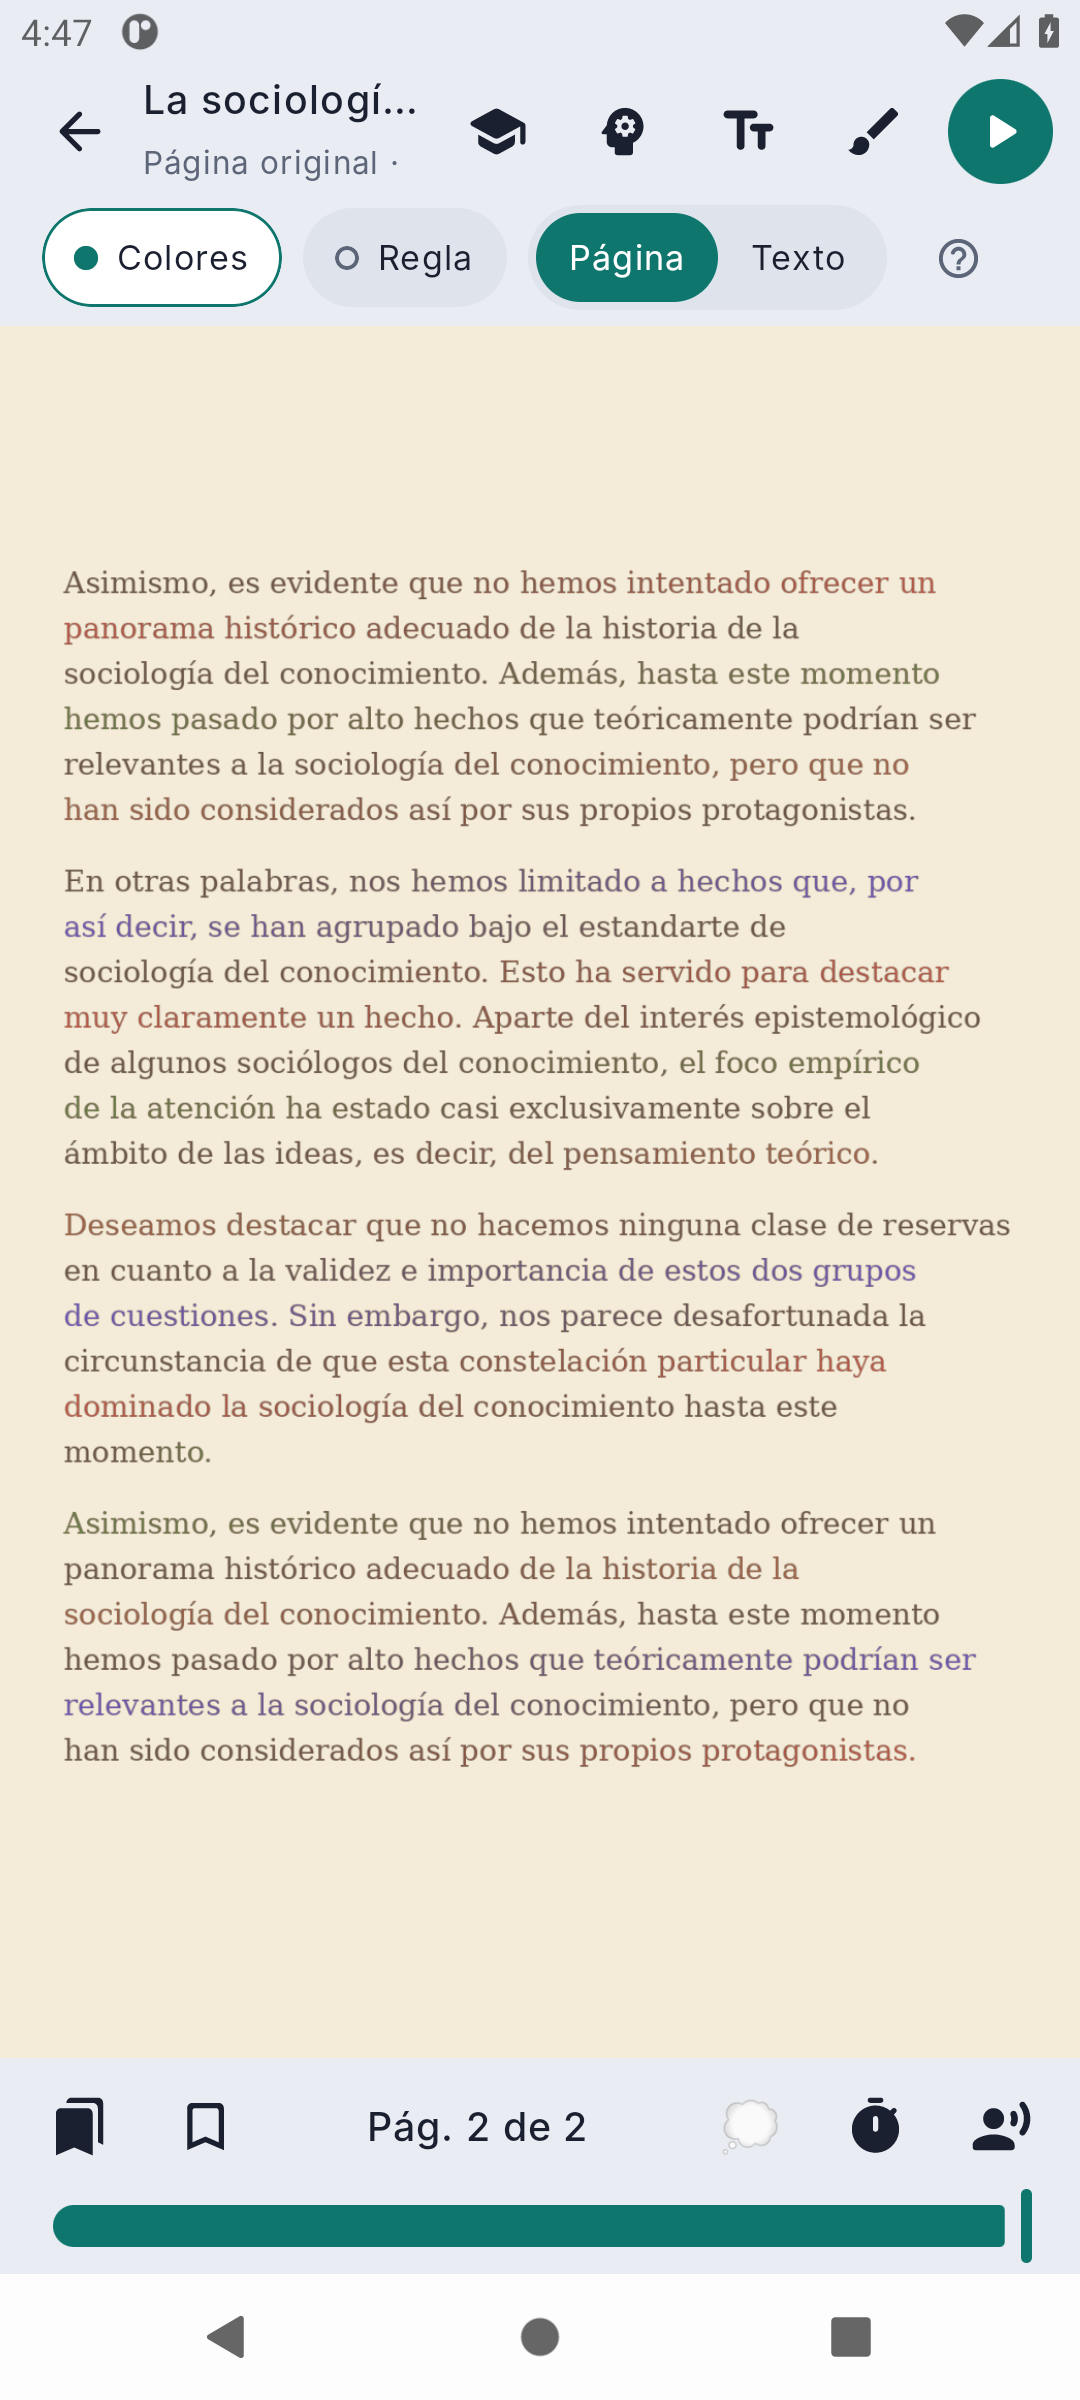 4:47
La sociologí...
Página original ·
Colores
Regla
Página
Texto
Asimismo, es evidente que no hemos intentado ofrecer un
panorama histórico adecuado de la historia de la
sociología del conocimiento. Además, hasta este momento
hemos pasado por alto hechos que teóricamente podrían ser
relevantes a la sociología del conocimiento, pero que no
han sido considerados así por sus propios protagonistas.
En otras palabras, nos hemos limitado a hechos que, por
así decir, se han agrupado bajo el estandarte de
sociología del conocimiento. Esto ha servido para destacar
muy claramente un hecho. Aparte del interés epistemológico
de algunos sociólogos del conocimiento, el foco empírico
de la atención ha estado casi exclusivamente sobre el
ámbito de las ideas, es decir, del pensamiento teórico.
Deseamos destacar que no hacemos ninguna clase de reservas
en cuanto a la validez e importancia de estos dos grupos
de cuestiones. Sin embargo, nos parece desafortunada la
circunstancia de que esta constelación particular haya
dominado la sociología del conocimiento hasta este
momento.
Asimismo, es evidente que no hemos intentado ofrecer un
panorama histórico adecuado de la historia de la
sociología del conocimiento. Además, hasta este momento
hemos pasado por alto hechos que teóricamente podrían ser
relevantes a la sociología del conocimiento, pero que no
han sido considerados así por sus propios protagonistas.
Pág. 2 de 2